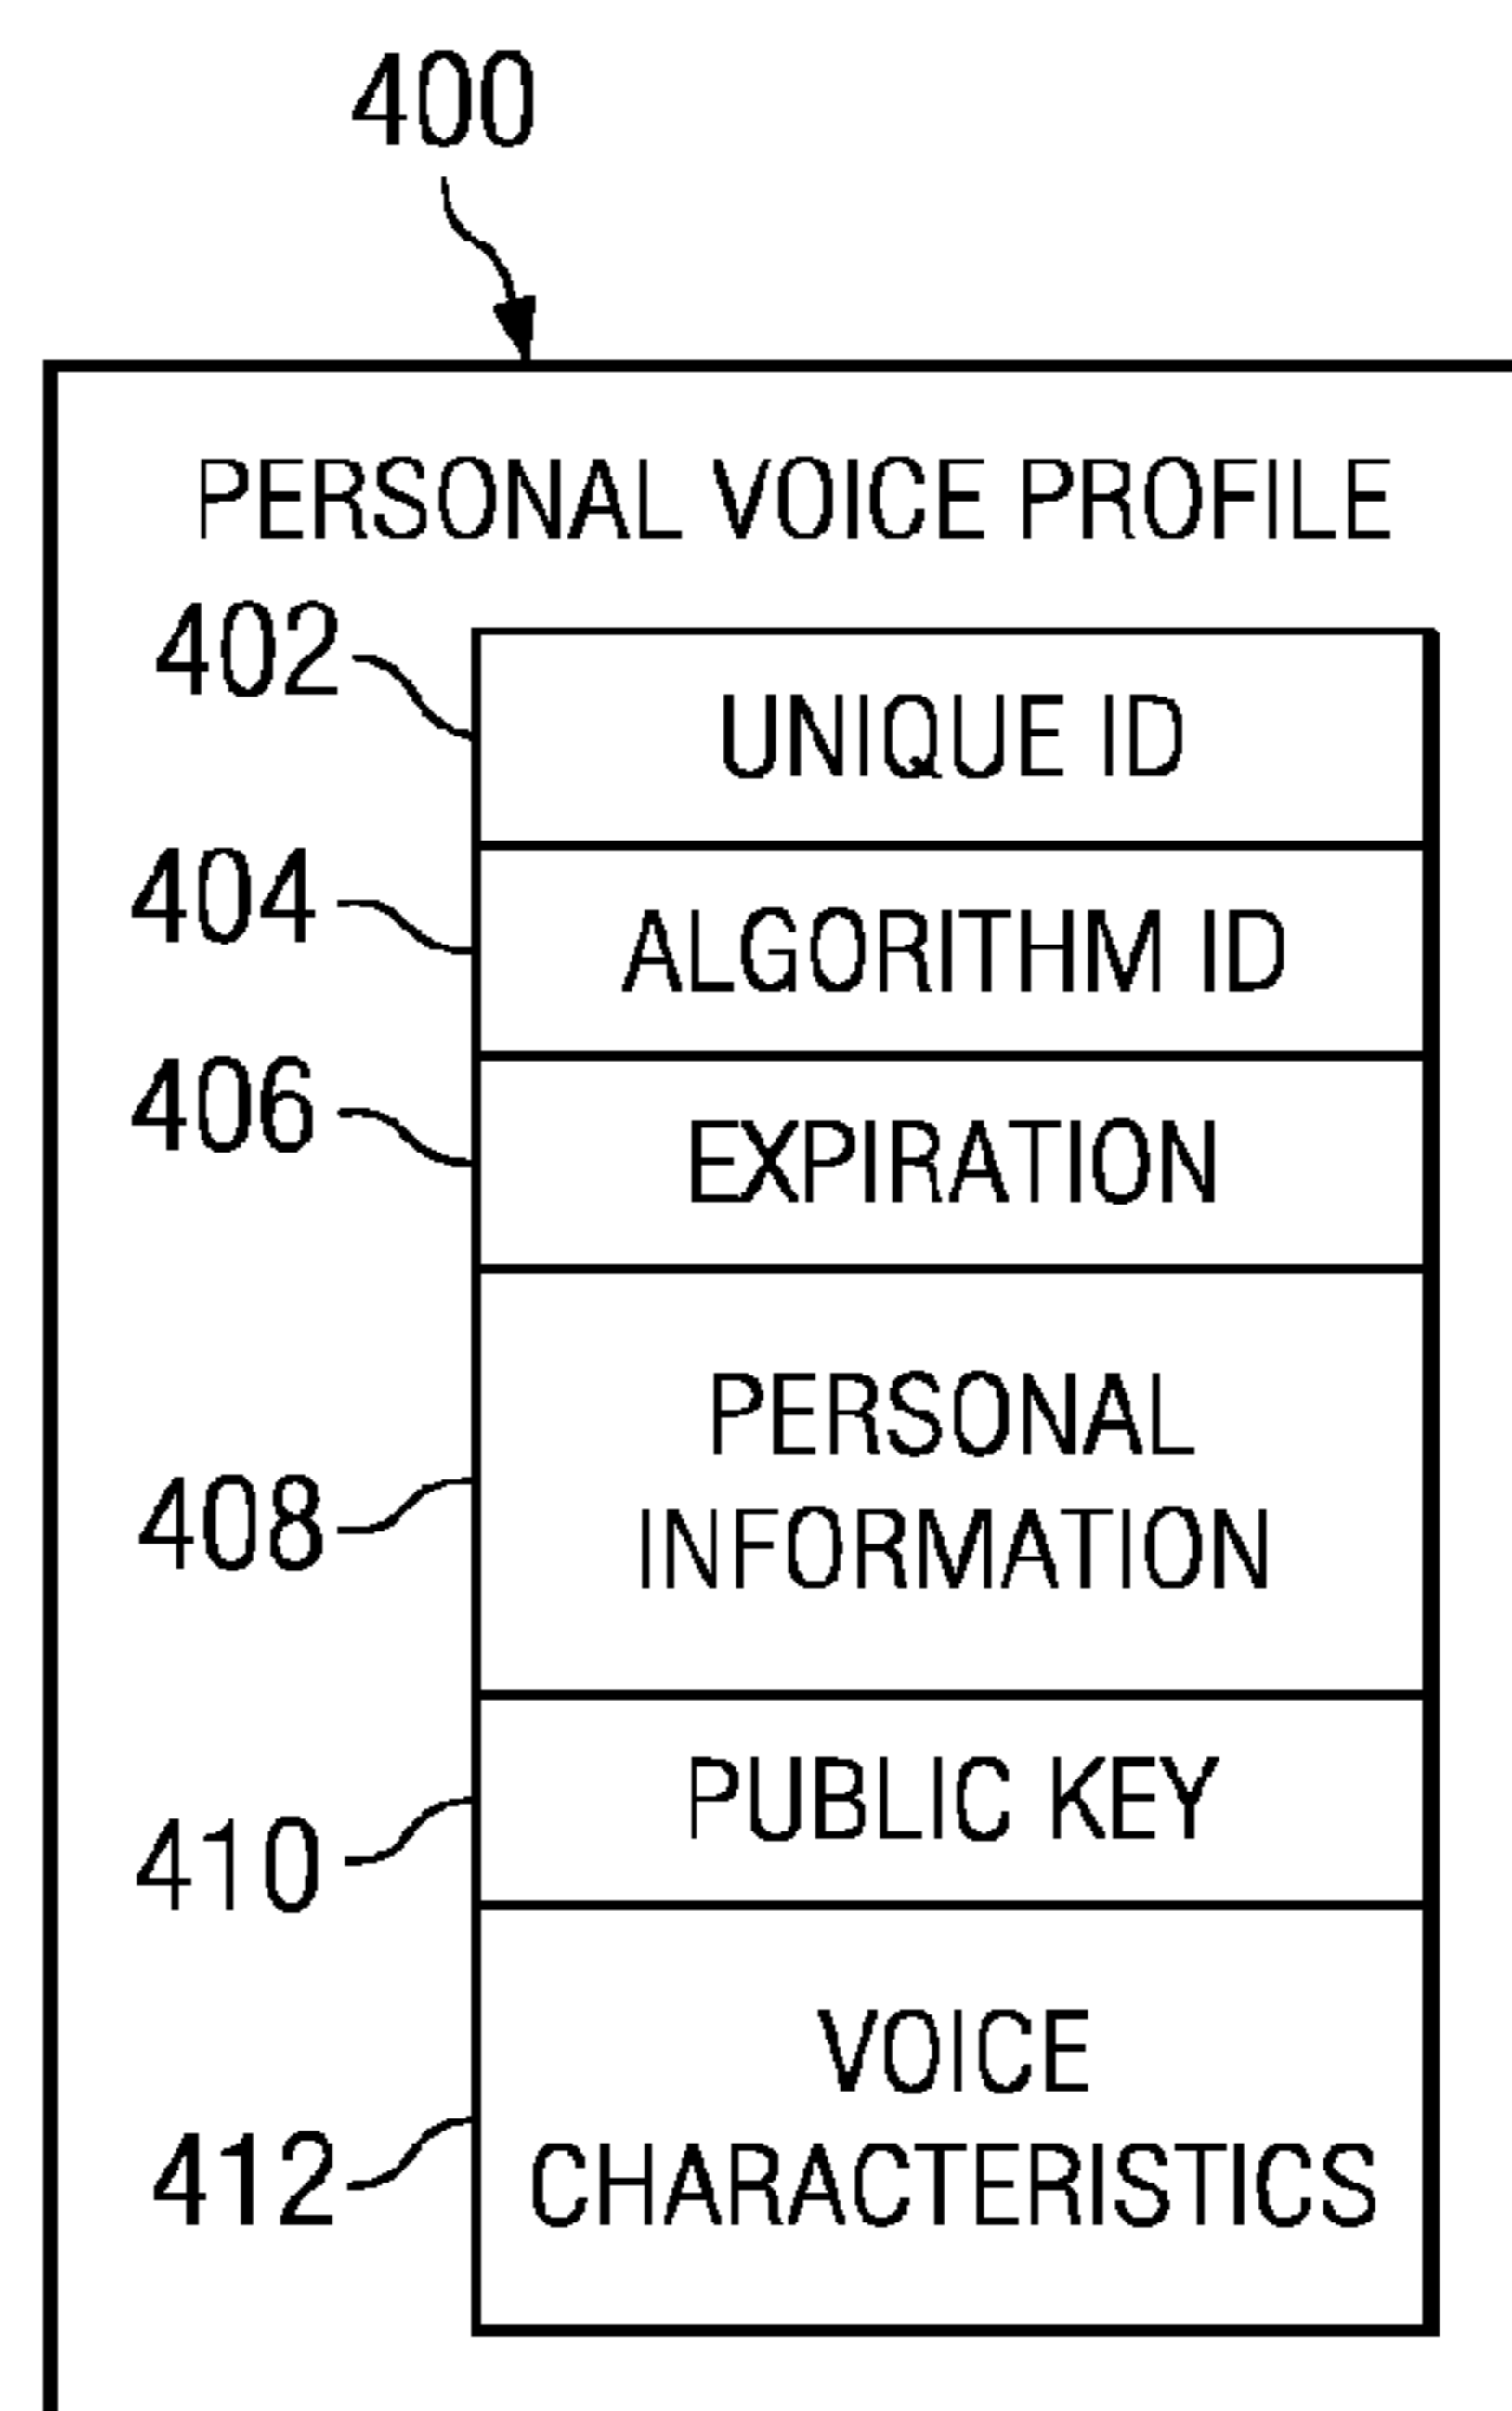 400
PERSONAL VOICE PROFILE
402
UNIQUE ID
404
ALGORITHM ID
406
EXPIRATION
408
PERSONAL
INFORMATION
410
PUBLIC KEY
412
VOICE
CHARACTERISTICS